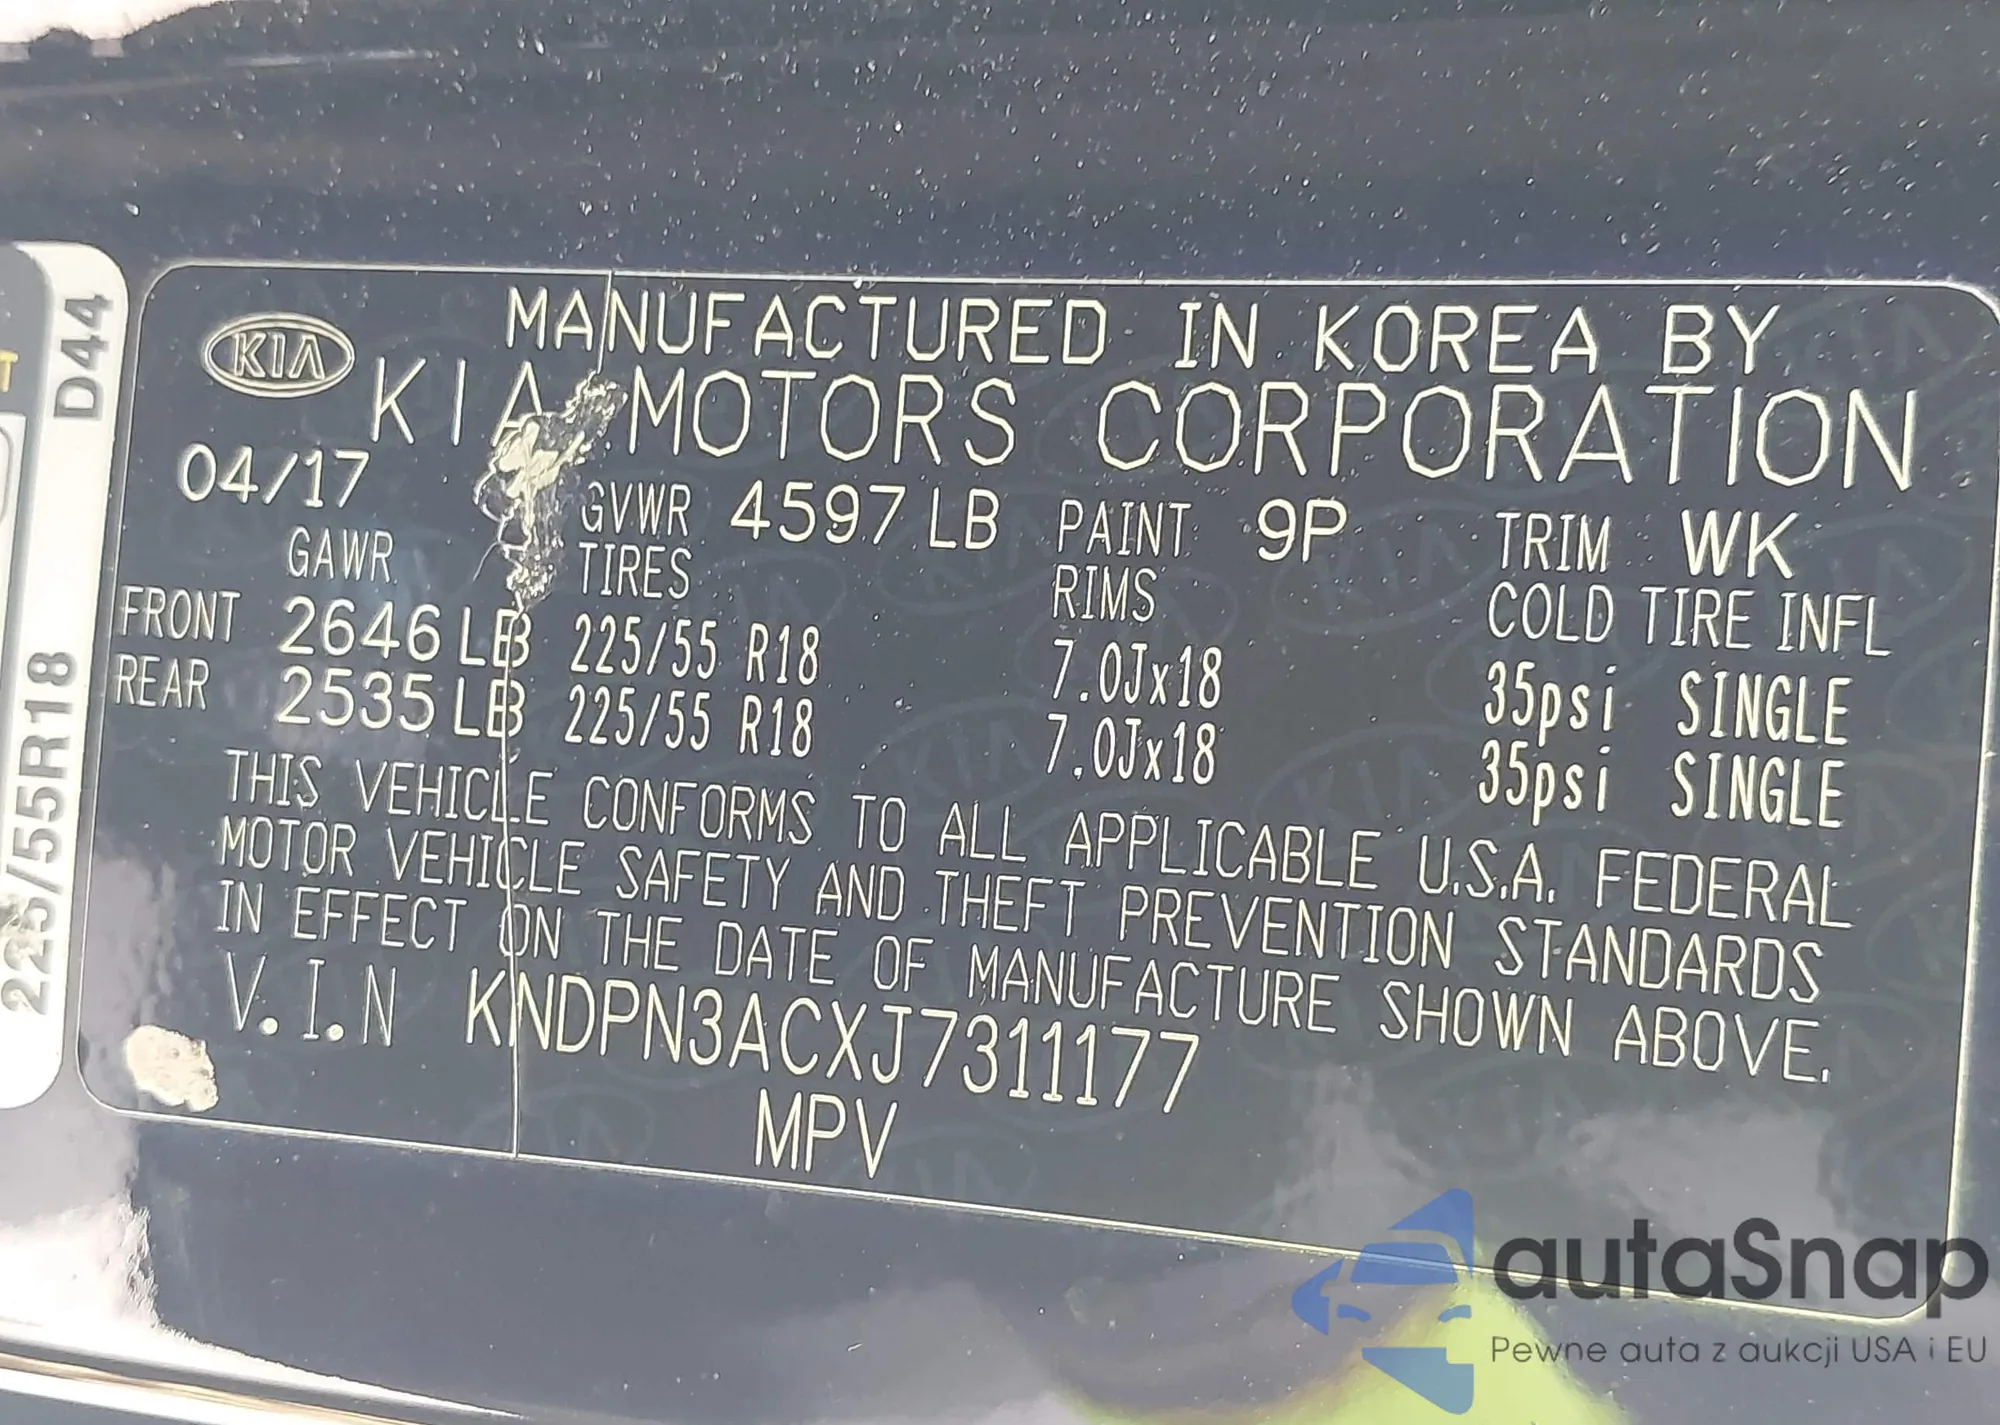 MANUFACTURED IN KOREA BY
KIA
KIA MOTORS CORPORATION
04/17
GVWR 4597 LB PAINT 9P TRIM WK
GAWR TIRES RIMS COLD TIRE INFL
FRONT 2646 LB 225/55 R18 7.0Jx18 35psi SINGLE
REAR 2535 LB 225/55 R18 7.0Jx18 35psi SINGLE
THIS VEHICLE CONFORMS TO ALL APPLICABLE U.S.A. FEDERAL
MOTOR VEHICLE SAFETY AND THEFT PREVENTION STANDARDS
IN EFFECT ON THE DATE OF MANUFACTURE SHOWN ABOVE.
V.I.N KNDPN3ACXJ7311177
MPV
D44
225/55R18
autaSnap
Pewne auta z aukcji USA i EU